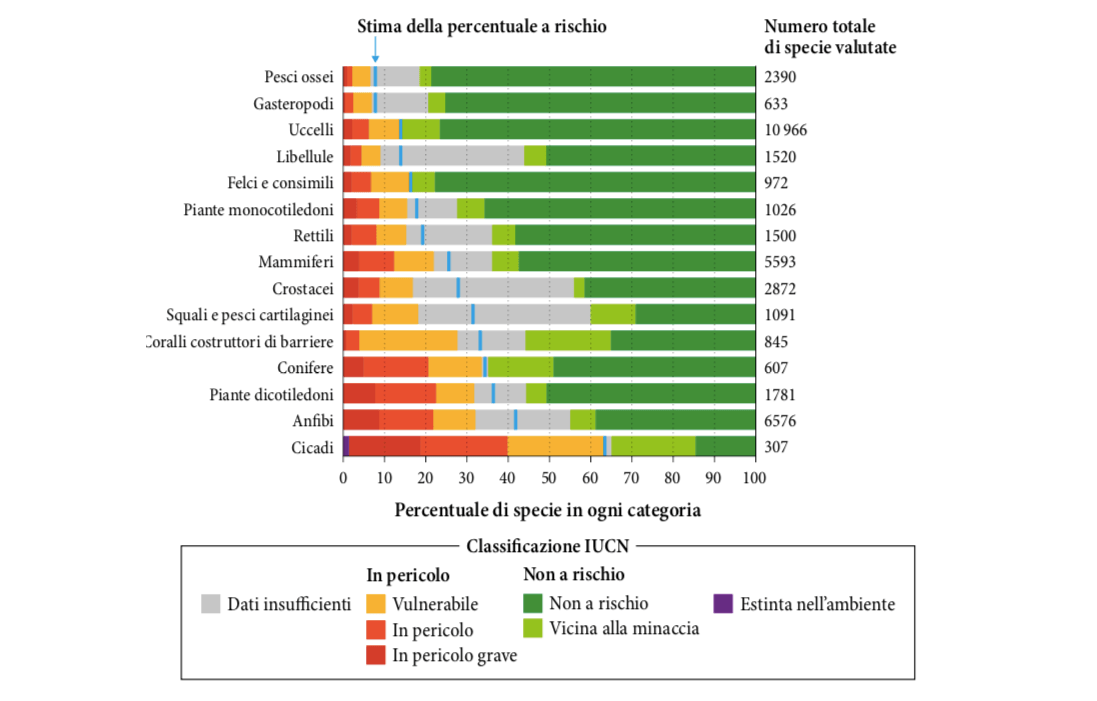 Stima della percentuale a rischio
Numero totale
di specie valutate
Pesci ossei 2390
Gasteropodi 633
Uccelli 10 966
Libellule 1520
Felci e consimili 972
Piante monocotiledoni 1026
Rettili 1500
Mammiferi 5593
Crostacei 2872
Squali e pesci cartilaginei 1091
Coralli costruttori di barriere 845
Conifere 607
Piante dicotiledoni 1781
Anfibi 6576
Cicadi 307
0 10 20 30 40 50 60 70 80 90 100
Percentuale di specie in ogni categoria
Classificazione IUCN
In pericolo Non a rischio
Dati insufficienti Vulnerabile Non a rischio Estinta nell'ambiente
In pericolo Vicina alla minaccia
In pericolo grave